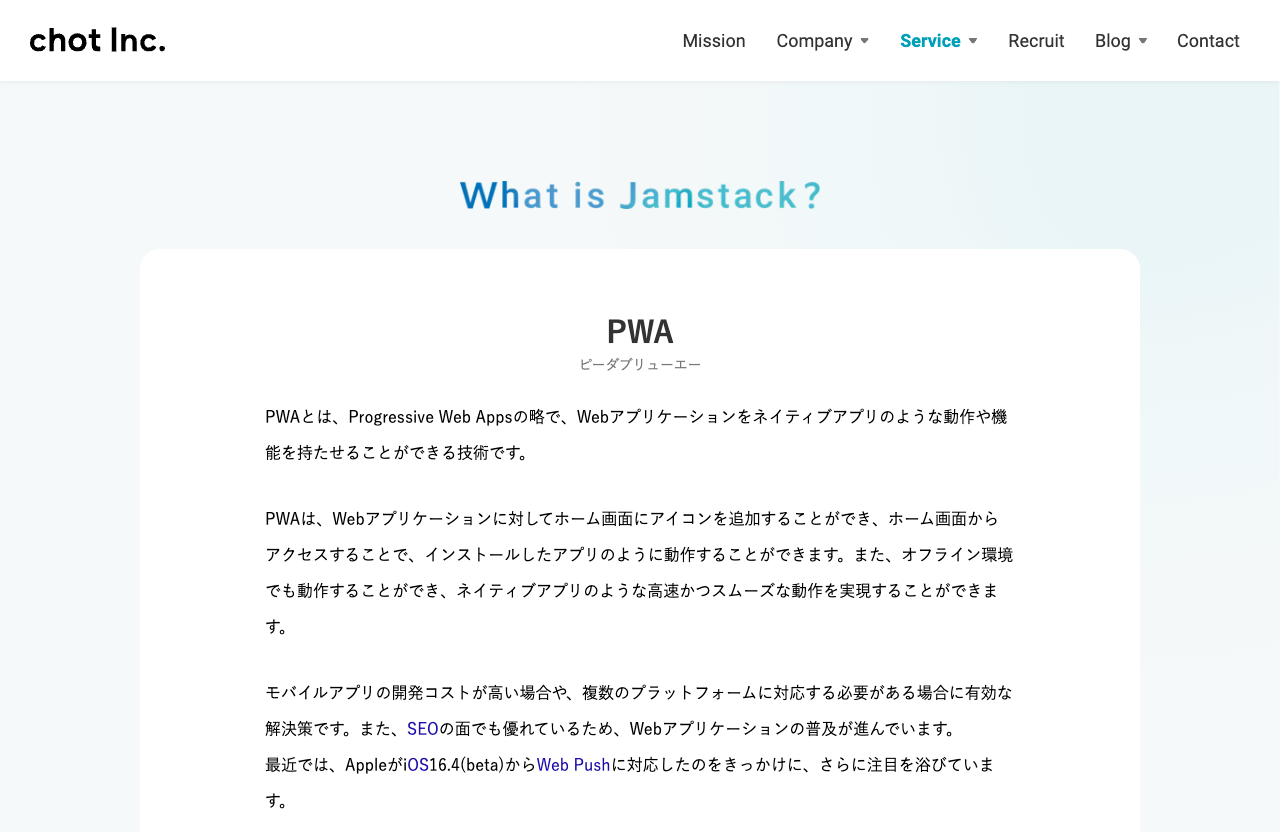 chot Inc.
Mission Company Service Recruit Blog Contact
What is Jamstack?
PWA
ピーダブリューエー
PWAとは、Progressive Web Appsの略で、Webアプリケーションをネイティブアプリのような動作や機
能を持たせることができる技術です。
PWAは、Webアプリケーションに対してホーム画面にアイコンを追加することができ、ホーム画面から
アクセスすることで、インストールしたアプリのように動作することができます。また、オフライン環境
でも動作することができ、ネイティブアプリのような高速かつスムーズな動作を実現することができま
す。
モバイルアプリの開発コストが高い場合や、複数のプラットフォームに対応する必要がある場合に有効な
解決策です。また、SEOの面でも優れているため、Webアプリケーションの普及が進んでいます。
最近では、AppleがiOS16.4(beta)からWeb Pushに対応したのをきっかけに、さらに注目を浴びていま
す。